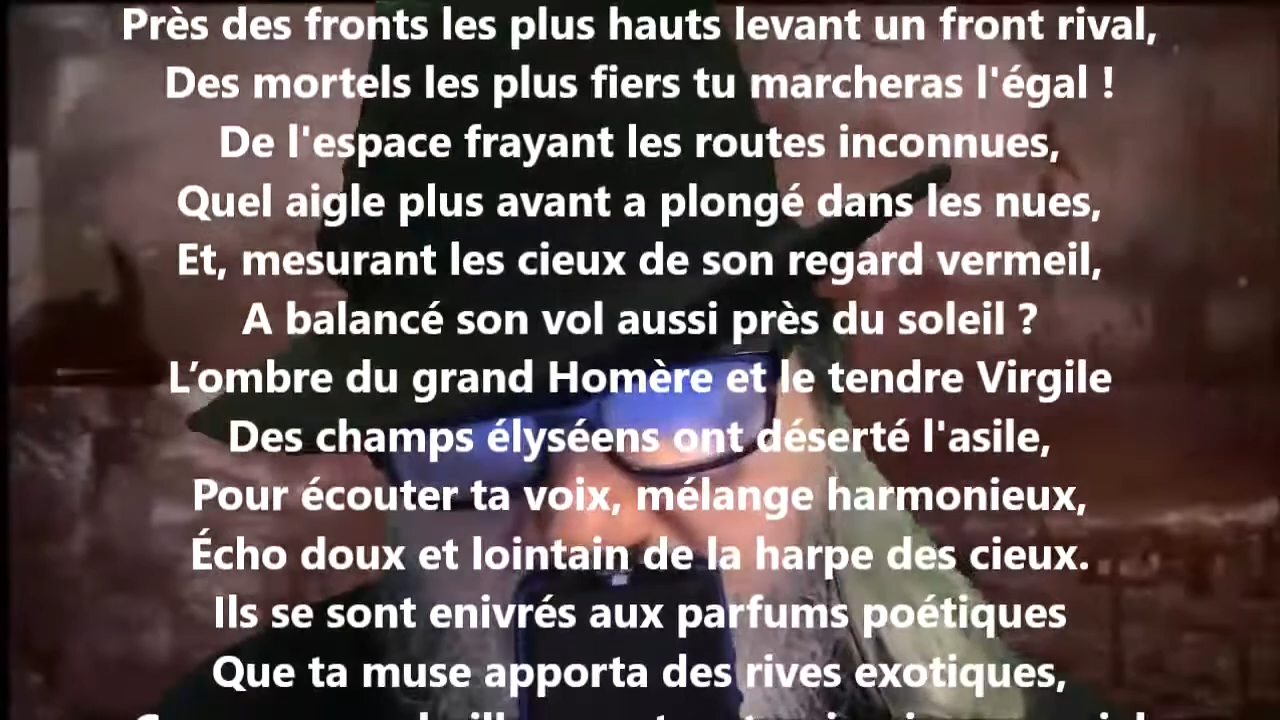 Près des fronts les plus hauts levant un front rival,
Des mortels les plus fiers tu marcheras l'égal !
De l'espace frayant les routes inconnues,
Quel aigle plus avant a plongé dans les nues,
Et, mesurant les cieux de son regard vermeil,
A balancé son vol aussi près du soleil ?
L’ombre du grand Homère et le tendre Virgile
Des champs élyséens ont déserté l'asile,
Pour écouter ta voix, mélange harmonieux,
Écho doux et lointain de la harpe des cieux.
Ils se sont enivrés aux parfums poétiques
Que ta muse apporta des rives exotiques,